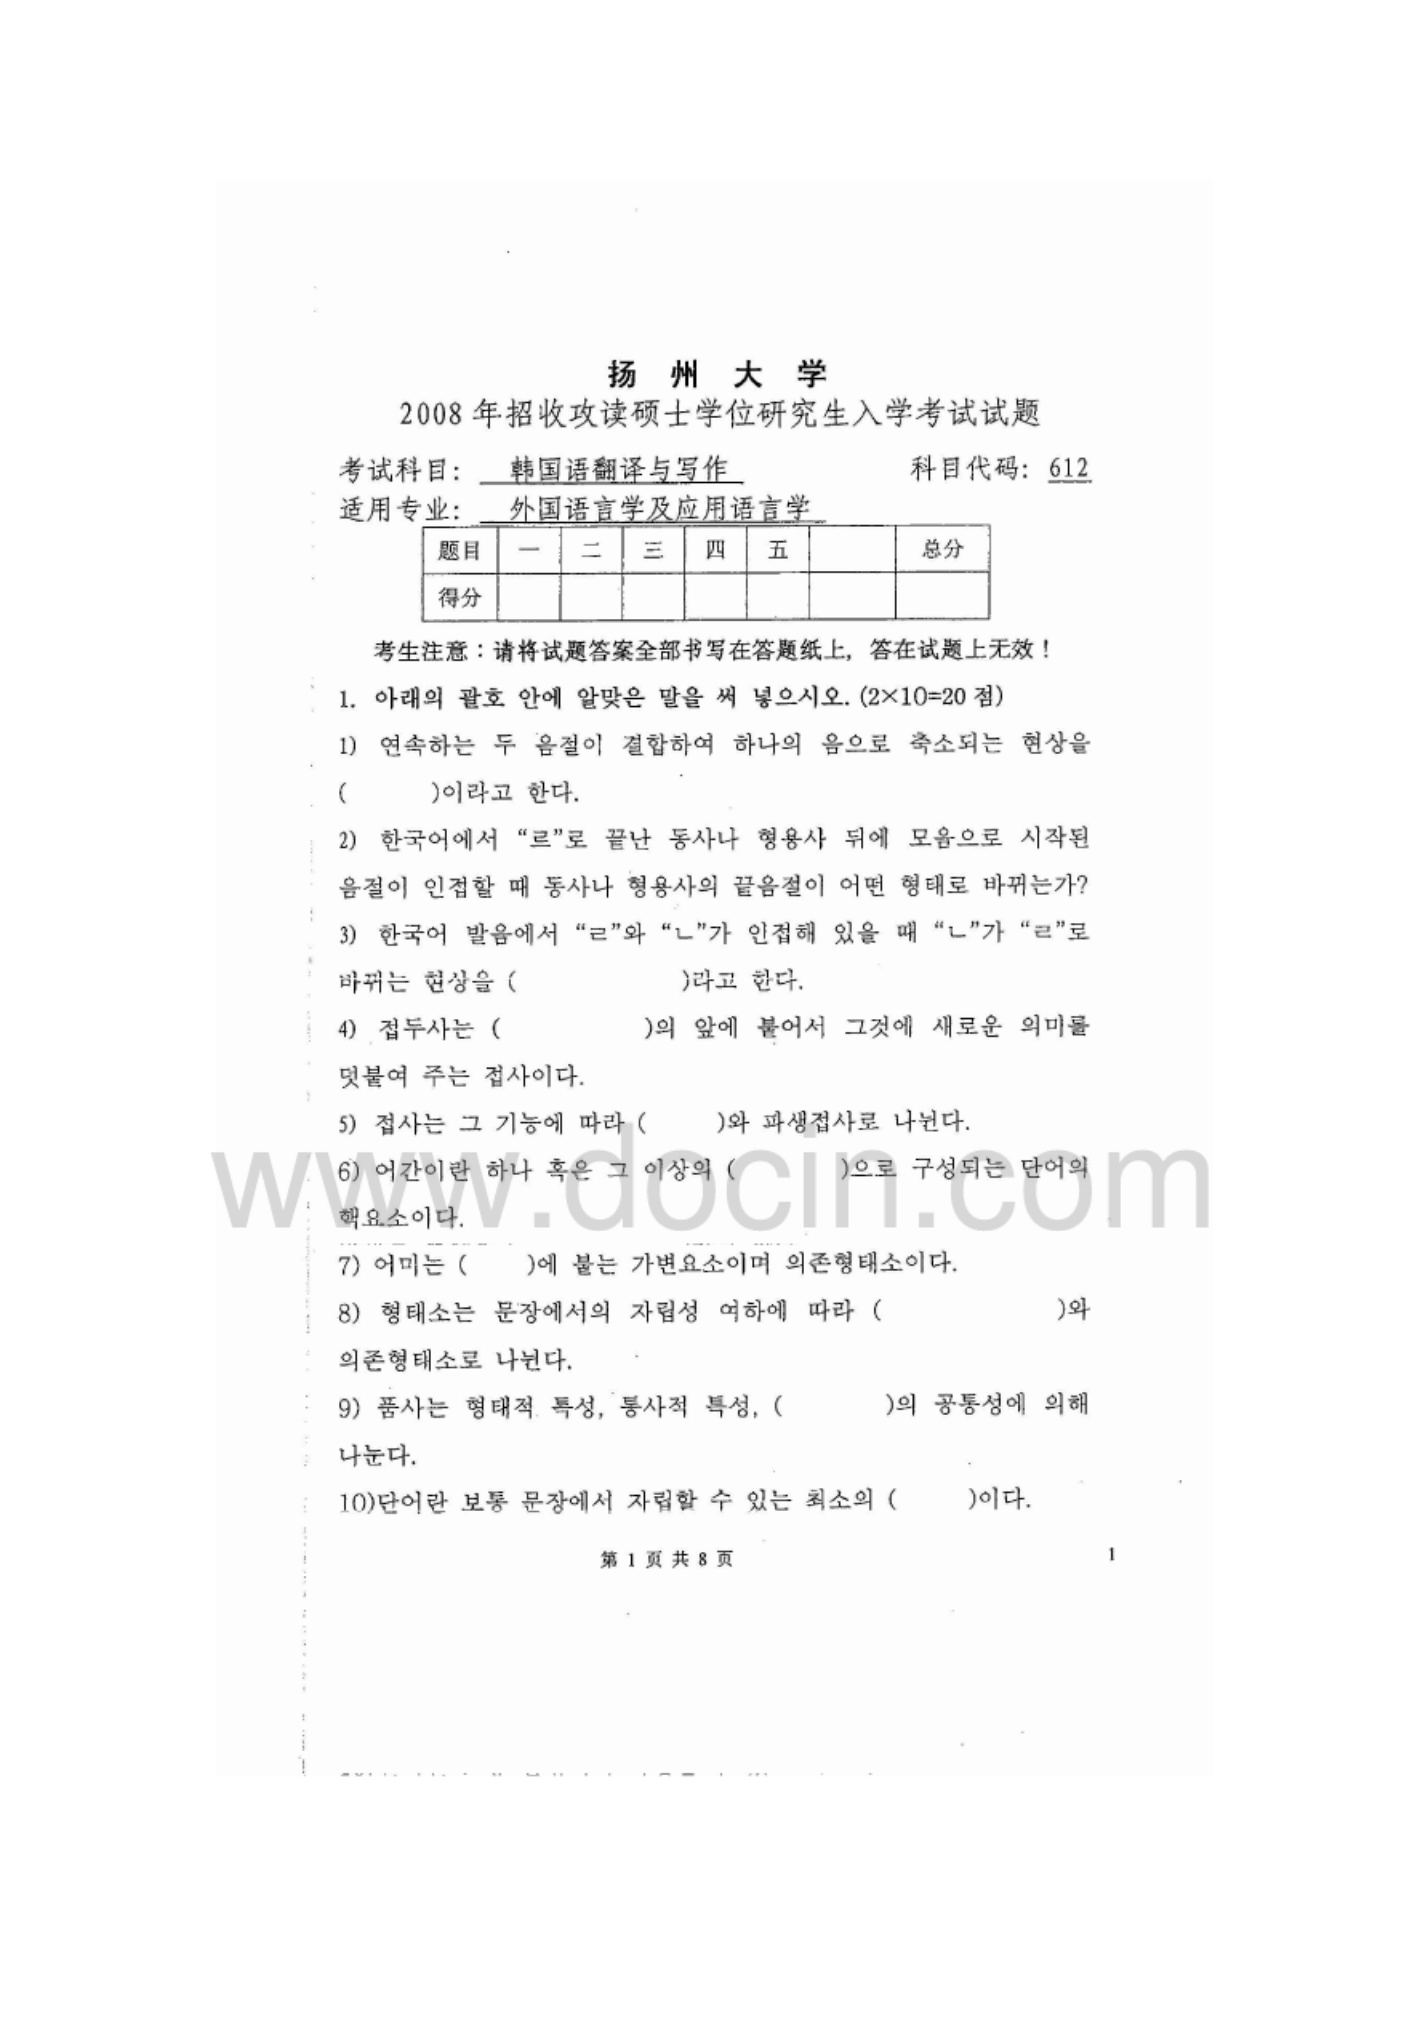 扬 州 大 学
2008 年招收攻读硕士学位研究生入学考试试题
考试科目： 韩国语翻译与写作 科目代码：612
适用专业： 外国语言学及应用语言学
题目 一 二 三 四 五 总分
得分
考生注意：请将试题答案全部书写在答题纸上，答在试题上无效！
1. 아래의 괄호 안에 알맞은 말을 써 넣으시오. (2×10=20 점)
1) 연속하는 두 음절이 결합하여 하나의 음으로 축소되는 현상을
( )이라고 한다.
2) 한국어에서 “르”로 끝난 동사나 형용사 뒤에 모음으로 시작된
음절이 인접할 때 동사나 형용사의 끝음절이 어떤 형태로 바뀌는가?
3) 한국어 발음에서 “ㄹ”와 “ㄴ”가 인접해 있을 때 “ㄴ”가 “ㄹ”로
바뀌는 현상을 ( )라고 한다.
4) 접두사는 ( )의 앞에 붙어서 그것에 새로운 의미를
덧붙여 주는 접사이다.
5) 접사는 그 기능에 따라 ( )와 파생접사로 나뉜다.
6) 어간이란 하나 혹은 그 이상의 ( )으로 구성되는 단어의
핵요소이다.
www.docin.com
7) 어미는 ( )에 붙는 가변요소이며 의존형태소이다.
8) 형태소는 문장에서의 자립성 여하에 따라 ( )와
의존형태소로 나뉜다.
9) 품사는 형태적 특성, 통사적 특성, ( )의 공통성에 의해
나눈다.
10)단어란 보통 문장에서 자립할 수 있는 최소의 ( )이다.
第 1 页 共 8 页 1